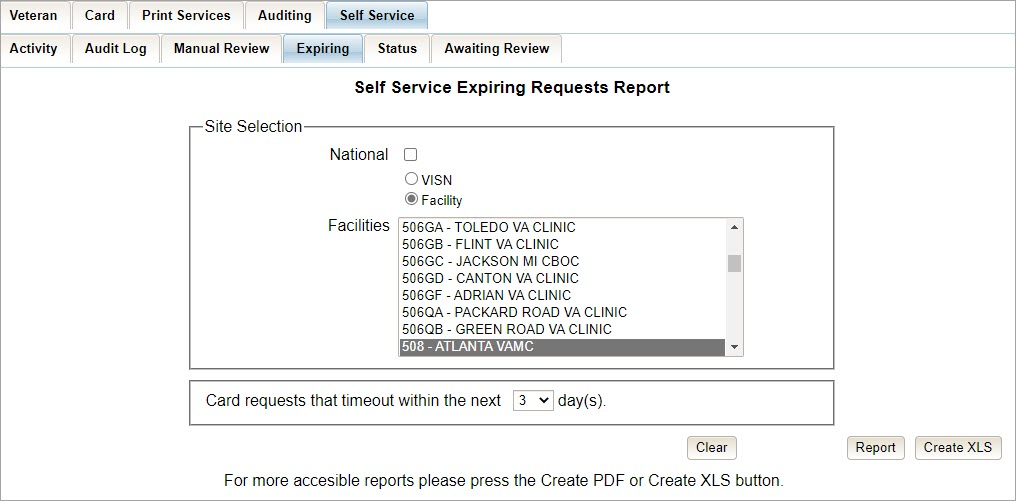 Veteran Card Print Services Auditing Self Service
Activity Audit Log Manual Review Expiring Status Awaiting Review
Self Service Expiring Requests Report
Site Selection
National
VISN
Facility
Facilities
506GA - TOLEDO VA CLINIC
506GB - FLINT VA CLINIC
506GC - JACKSON MI CBOC
506GD - CANTON VA CLINIC
506GF - ADRIAN VA CLINIC
506QA - PACKARD ROAD VA CLINIC
506QB - GREEN ROAD VA CLINIC
508 - ATLANTA VAMC
Card requests that timeout within the next 3 day(s).
Clear Report Create XLS
For more accesible reports please press the Create PDF or Create XLS button.